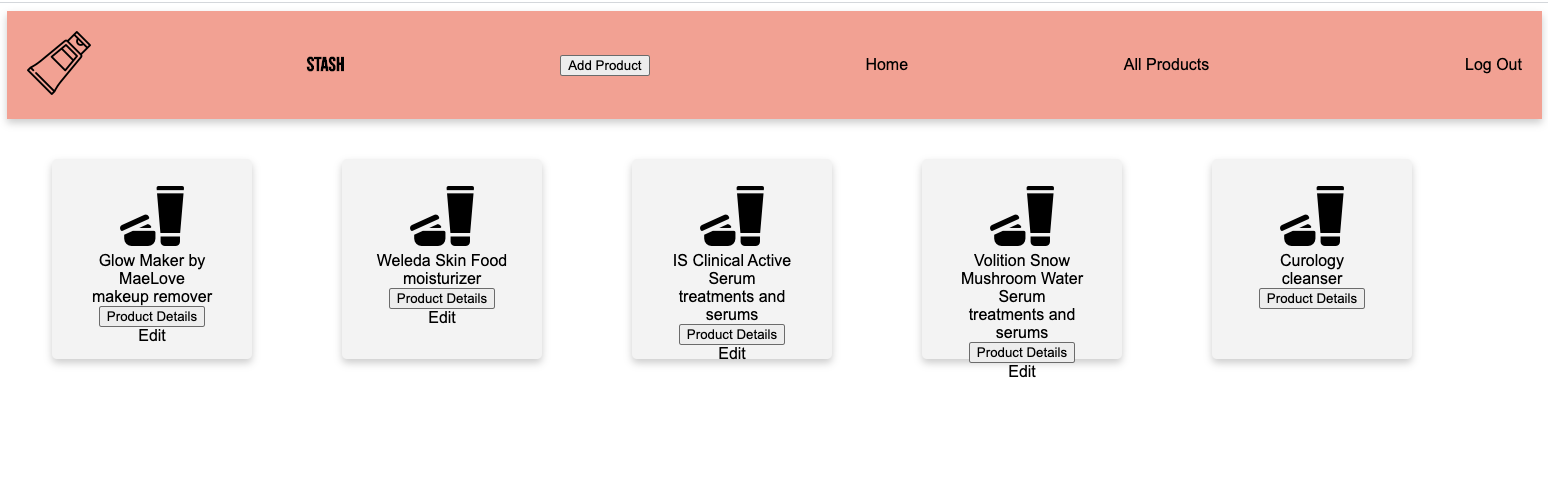 STASH
Add Product
Home
All Products
Log Out
Glow Maker by
MaeLove
makeup remover
Product Details
Edit
Weleda Skin Food
moisturizer
Product Details
Edit
IS Clinical Active
Serum
treatments and
serums
Product Details
Edit
Volition Snow
Mushroom Water
Serum
treatments and
serums
Product Details
Edit
Curology
cleanser
Product Details